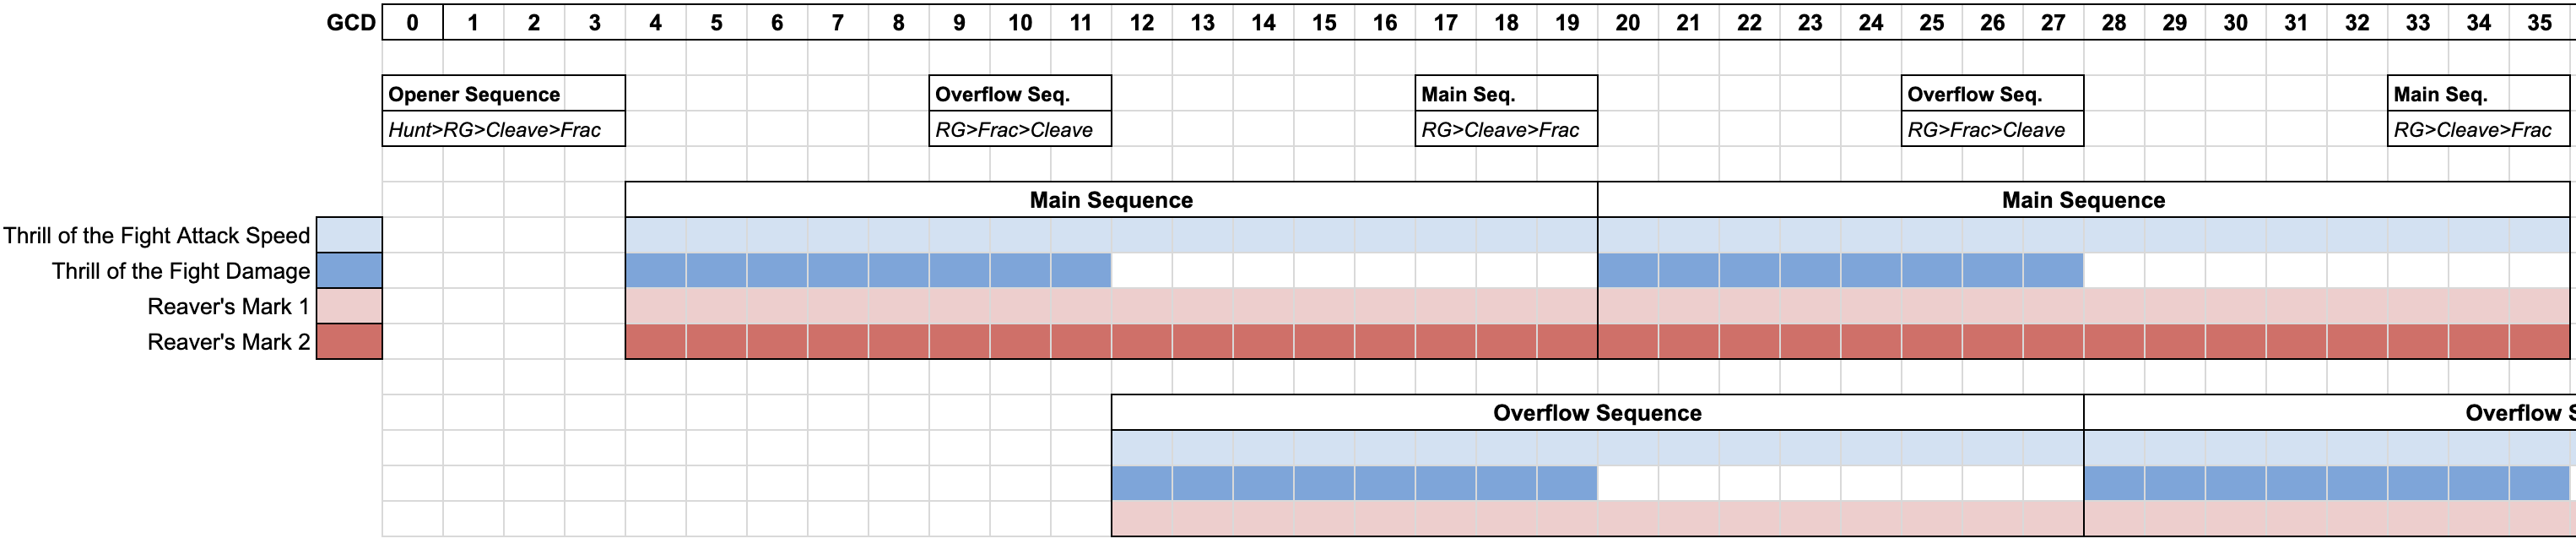 GCD 0 1 2 3 4 5 6 7 8 9 10 11 12 13 14 15 16 17 18 19 20 21 22 23 24 25 26 27 28 29 30 31 32 33 34 35
Opener Sequence Overflow Seq. Main Seq. Overflow Seq. Main Seq.
Hunt>RG>Cleave>Frac RG>Frac>Cleave RG>Cleave>Frac RG>Frac>Cleave RG>Cleave>Frac
Main Sequence Main Sequence
Thrill of the Fight Attack Speed
Thrill of the Fight Damage
Reaver's Mark 1
Reaver's Mark 2
Overflow Sequence Overflow